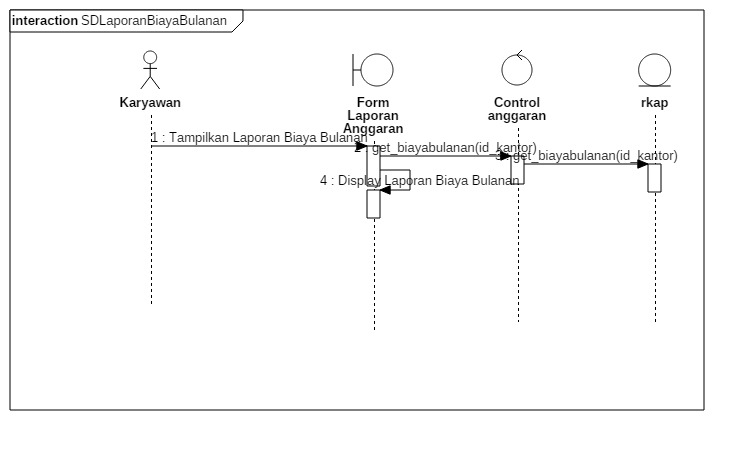 interaction SDLaporanBiayaBulanan
Karyawan
Form
Laporan
Anggaran
Control
anggaran
rkap
1 : Tampilkan Laporan Biaya Bulanan
2 : get_biayabulanan(id_kantor)
3 : get_biayabulanan(id_kantor)
4 : Display Laporan Biaya Bulanan